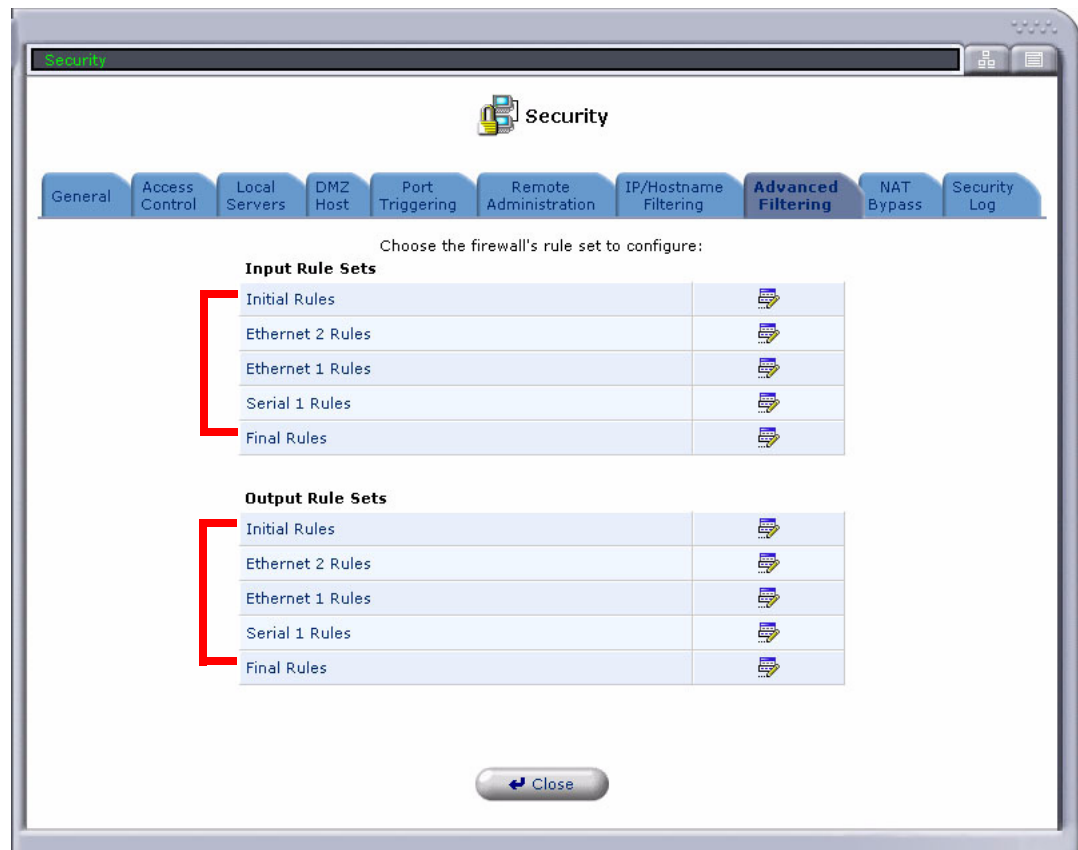 Security
Security
General
Access Control
Local Servers
DMZ Host
Port Triggering
Remote Administration
IP/Hostname Filtering
Advanced Filtering
NAT Bypass
Security Log
Choose the firewall's rule set to configure:
Input Rule Sets
Initial Rules
Ethernet 2 Rules
Ethernet 1 Rules
Serial 1 Rules
Final Rules
Output Rule Sets
Initial Rules
Ethernet 2 Rules
Ethernet 1 Rules
Serial 1 Rules
Final Rules
Close